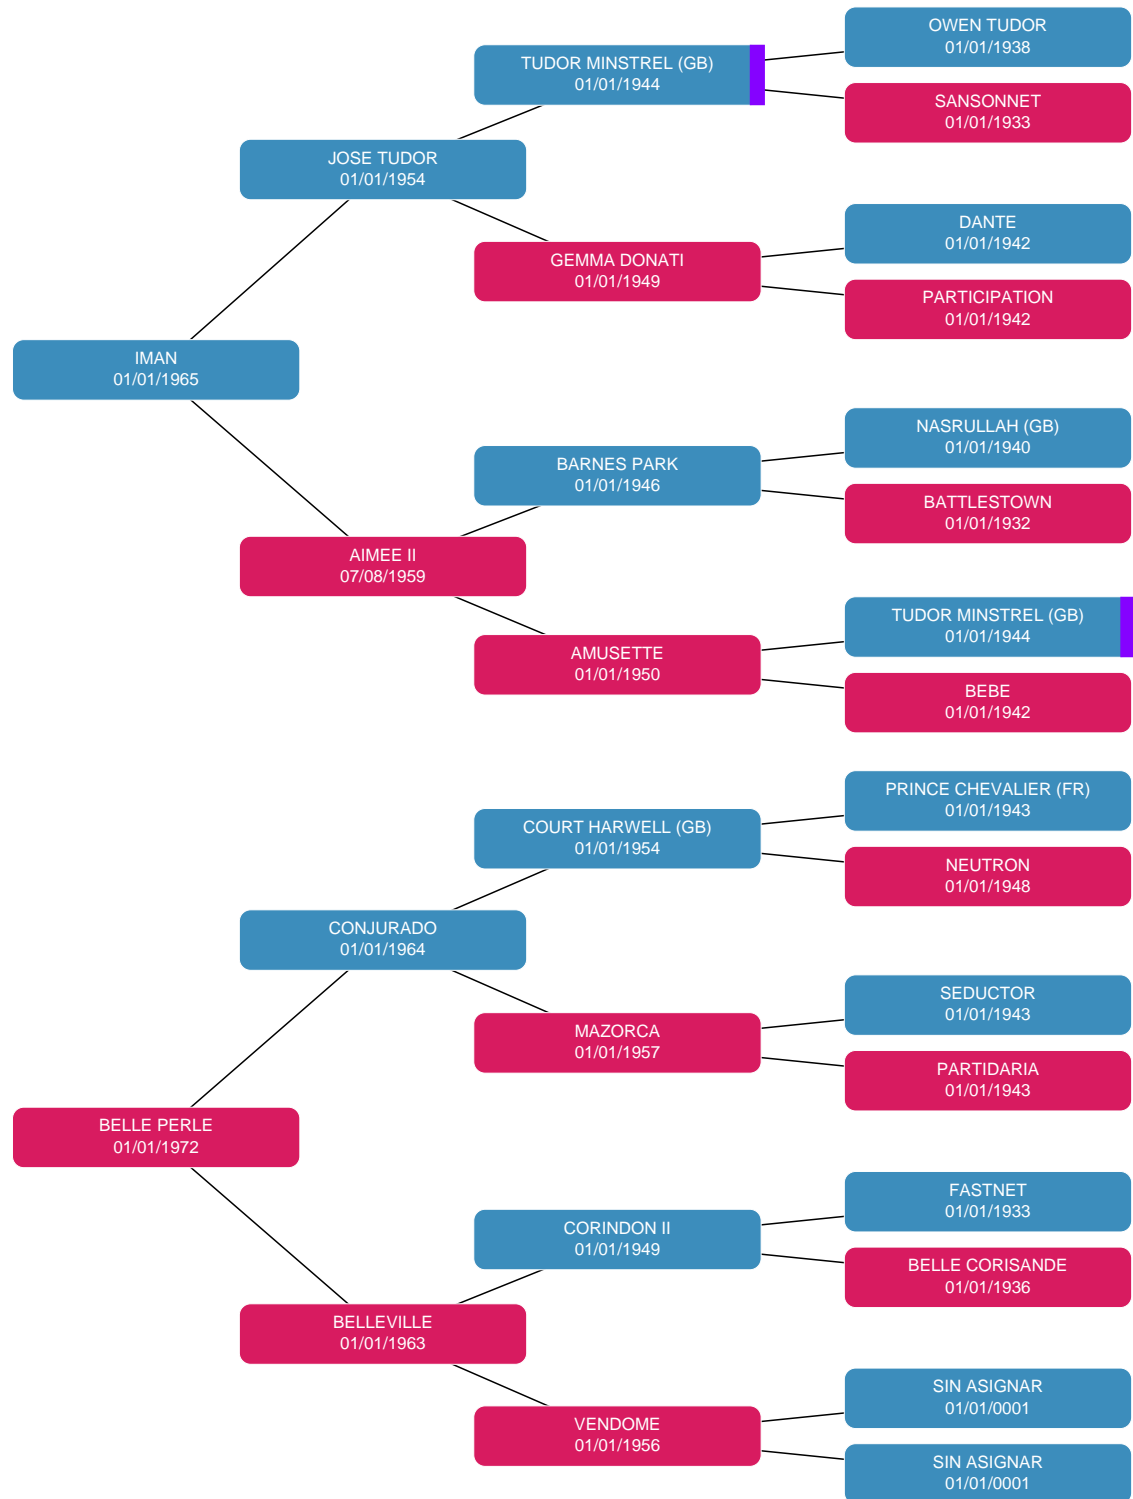 OWEN TUDOR
01/01/1938
TUDOR MINSTREL (GB)
01/01/1944
SANSONNET
01/01/1933
JOSE TUDOR
01/01/1954
DANTE
01/01/1942
GEMMA DONATI
01/01/1949
PARTICIPATION
01/01/1942
IMAN
01/01/1965
NASRULLAH (GB)
01/01/1940
BARNES PARK
01/01/1946
BATTLESTOWN
01/01/1932
AIMEE II
07/08/1959
TUDOR MINSTREL (GB)
01/01/1944
AMUSETTE
01/01/1950
BEBE
01/01/1942
PRINCE CHEVALIER (FR)
01/01/1943
COURT HARWELL (GB)
01/01/1954
NEUTRON
01/01/1948
CONJURADO
01/01/1964
SEDUCTOR
01/01/1943
MAZORCA
01/01/1957
PARTIDARIA
01/01/1943
BELLE PERLE
01/01/1972
FASTNET
01/01/1933
CORINDON II
01/01/1949
BELLE CORISANDE
01/01/1936
BELLEVILLE
01/01/1963
SIN ASIGNAR
01/01/0001
VENDOME
01/01/1956
SIN ASIGNAR
01/01/0001